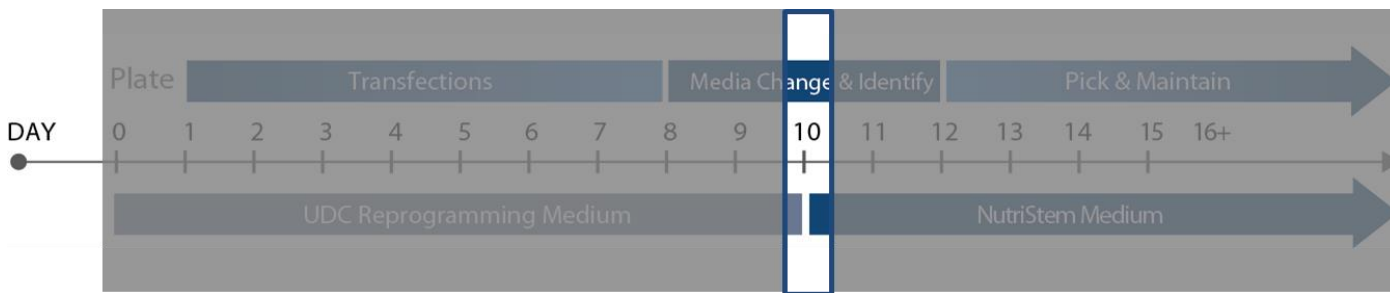 Plate Transfections Media Change & Identify Pick & Maintain
DAY 0 1 2 3 4 5 6 7 8 9 10 11 12 13 14 15 16+
UDC Reprogramming Medium NutriStem Medium